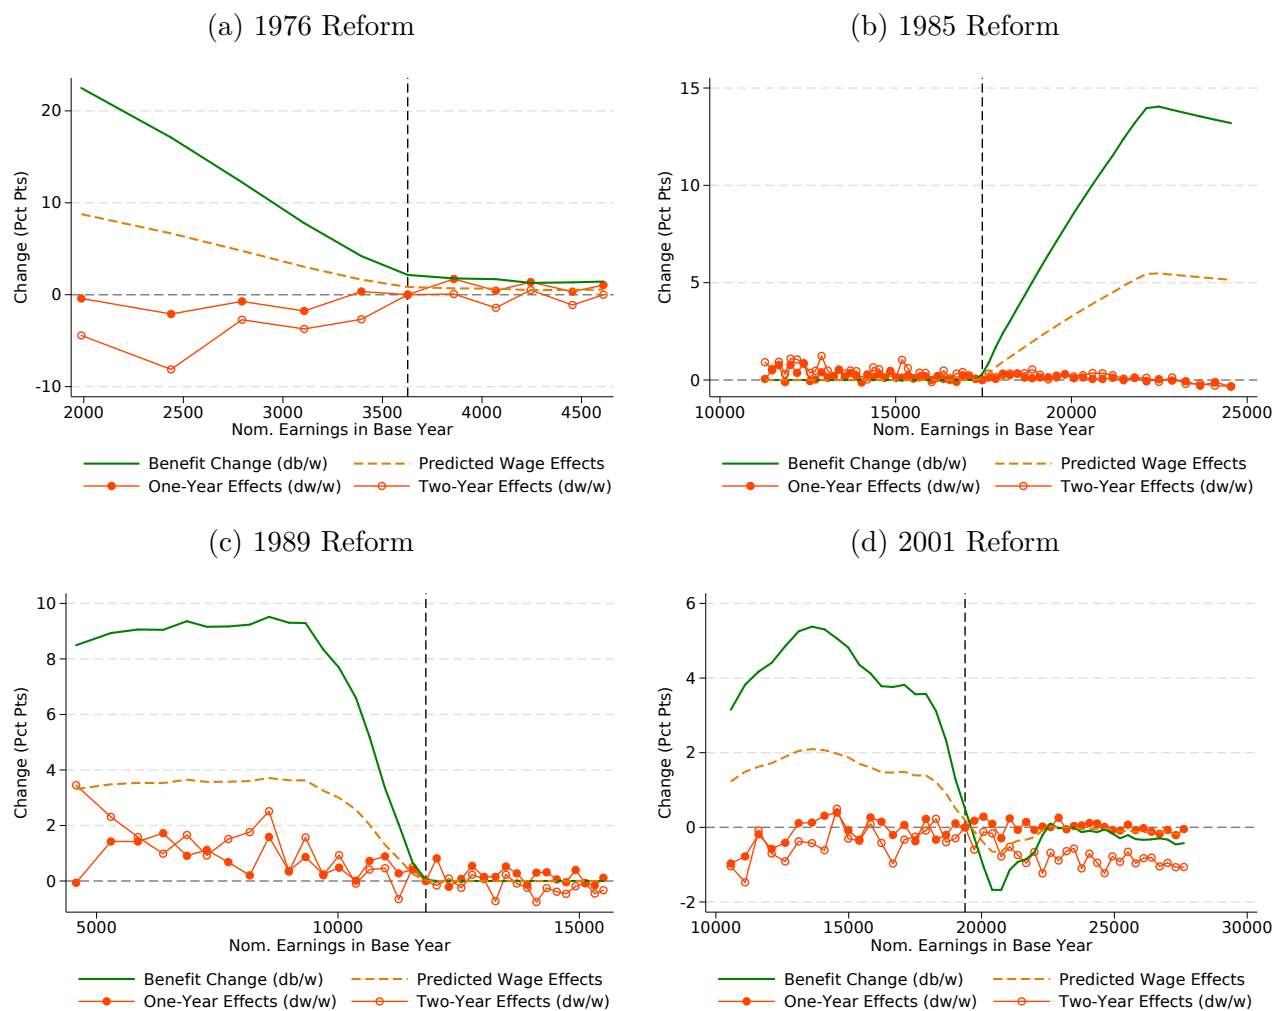 (a) 1976 Reform
Change (Pct Pts)
20
10
0
-10
2000 2500 3000 3500 4000 4500
Nom. Earnings in Base Year
Benefit Change (db/w) Predicted Wage Effects
One-Year Effects (dw/w) Two-Year Effects (dw/w)
(b) 1985 Reform
Change (Pct Pts)
15
10
5
0
10000 15000 20000 25000
Nom. Earnings in Base Year
Benefit Change (db/w) Predicted Wage Effects
One-Year Effects (dw/w) Two-Year Effects (dw/w)
(c) 1989 Reform
Change (Pct Pts)
10
8
6
4
2
0
5000 10000 15000
Nom. Earnings in Base Year
Benefit Change (db/w) Predicted Wage Effects
One-Year Effects (dw/w) Two-Year Effects (dw/w)
(d) 2001 Reform
Change (Pct Pts)
6
4
2
0
-2
10000 15000 20000 25000 30000
Nom. Earnings in Base Year
Benefit Change (db/w) Predicted Wage Effects
One-Year Effects (dw/w) Two-Year Effects (dw/w)